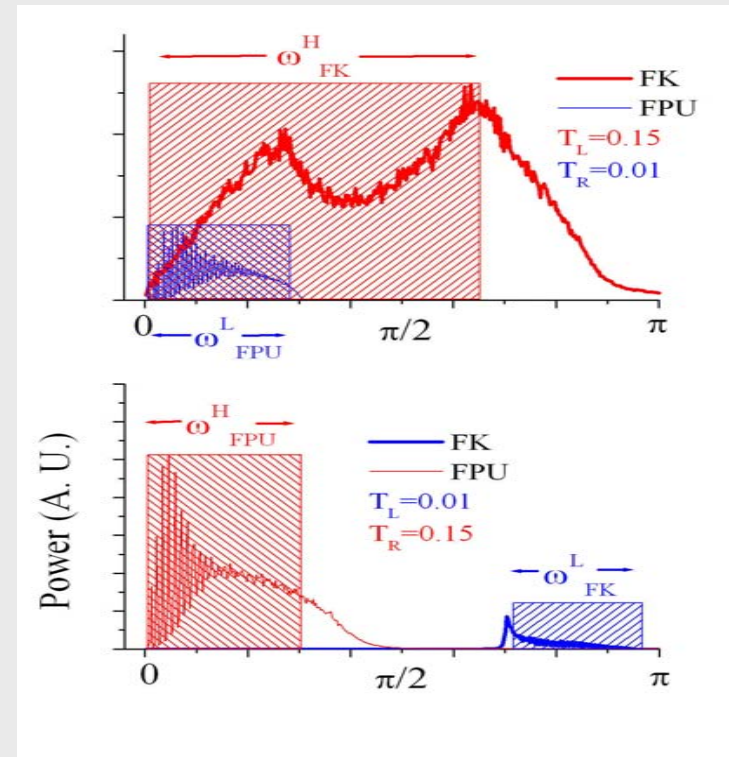 ω^H_FK
FK
FPU
T_L=0.15
T_R=0.01
0
π/2
π
ω^L_FPU
Power (A. U.)
ω^H_FPU
FK
FPU
T_L=0.01
T_R=0.15
ω^L_FK
0
π/2
π